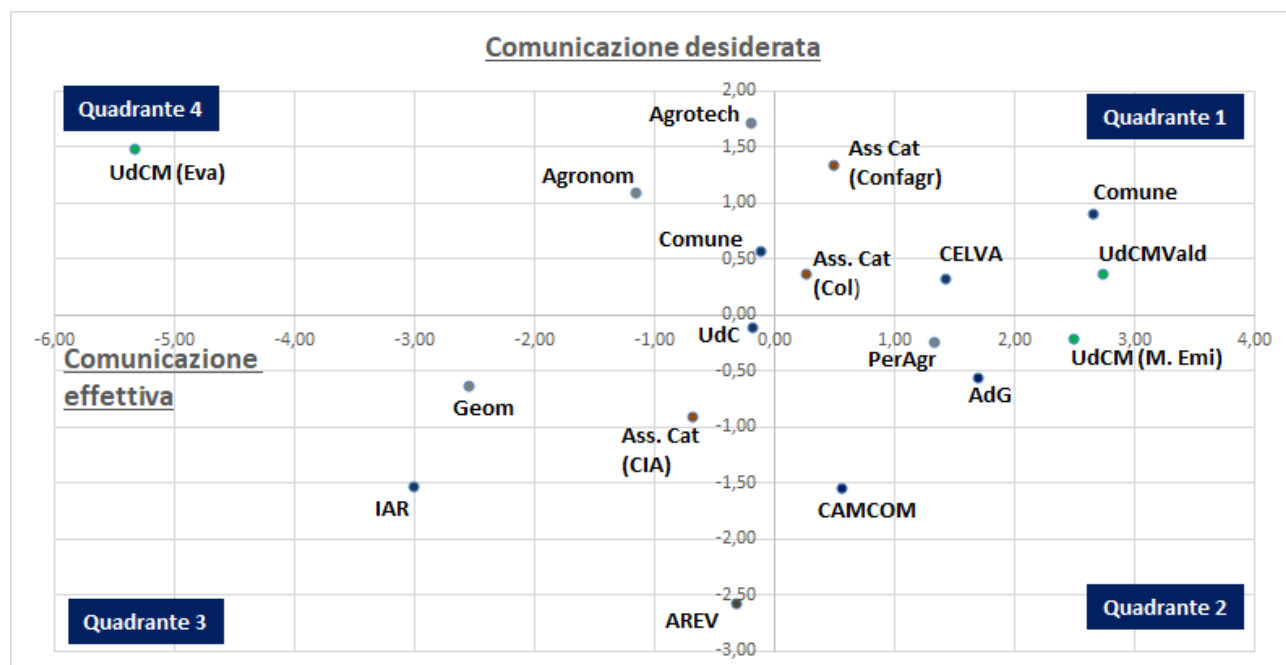 Comunicazione desiderata
Quadrante 4
Quadrante 1
2,00
Agrotech
1,50
Ass Cat
(Confagr)
UdCM (Eva)
Agronom
1,00
Comune
Comune
0,50
Ass. Cat
(Col)
CELVA
UdCMVald
0,00
-6,00 -5,00 -4,00 -3,00 -2,00 -1,00 0,00 1,00 2,00 3,00 4,00
UdC
PerAgr
UdCM (M. Emi)
Comunicazione
effettiva
-0,50
AdG
Geom
-1,00
Ass. Cat
(CIA)
-1,50
IAR
CAMCOM
-2,00
-2,50
AREV
Quadrante 3
Quadrante 2
-3,00